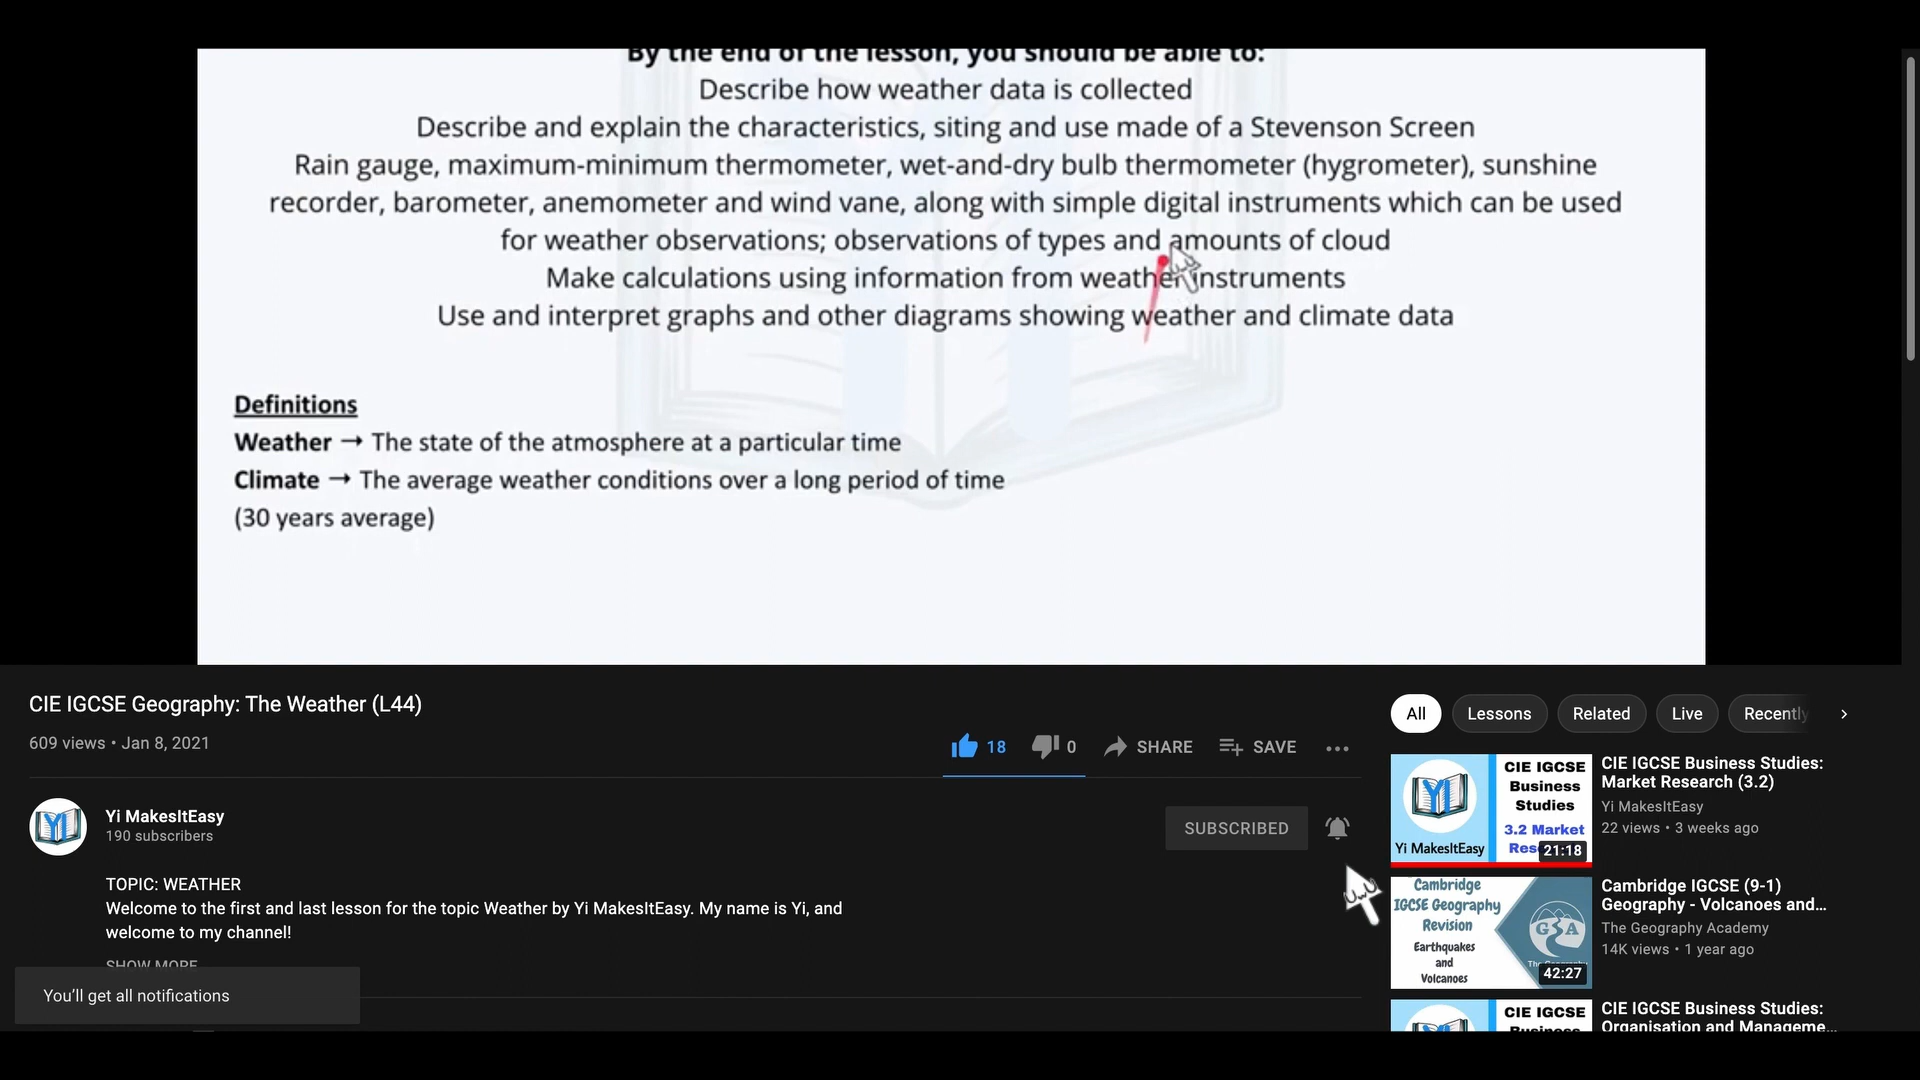 By the end of the lesson, you should be able to:
Describe how weather data is collected
Describe and explain the characteristics, siting and use made of a Stevenson Screen
Rain gauge, maximum-minimum thermometer, wet-and-dry bulb thermometer (hygrometer), sunshine
recorder, barometer, anemometer and wind vane, along with simple digital instruments which can be used
for weather observations; observations of types and amounts of cloud
Make calculations using information from weather instruments
Use and interpret graphs and other diagrams showing weather and climate data
Definitions
Weather → The state of the atmosphere at a particular time
Climate → The average weather conditions over a long period of time
(30 years average)
CIE IGCSE Geography: The Weather (L44)
609 views • Jan 8, 2021
18
0
SHARE
SAVE
Yi MakesItEasy
190 subscribers
SUBSCRIBED
TOPIC: WEATHER
Welcome to the first and last lesson for the topic Weather by Yi MakesItEasy. My name is Yi, and
welcome to my channel!
SHOW MORE
You'll get all notifications
All
Lessons
Related
Live
Recently
YI
CIE IGCSE
Business
Studies
3.2 Market
Yi MakesItEasy
21:18
CIE IGCSE Business Studies:
Market Research (3.2)
Yi MakesItEasy
22 views • 3 weeks ago
Cambridge
IGCSE Geography
Revision
Earthquakes
and
Volcanoes
GSA
42:27
Cambridge IGCSE (9-1)
Geography - Volcanoes and...
The Geography Academy
14K views • 1 year ago
CIE IGCSE
CIE IGCSE Business Studies:
Organisation and Manageme...